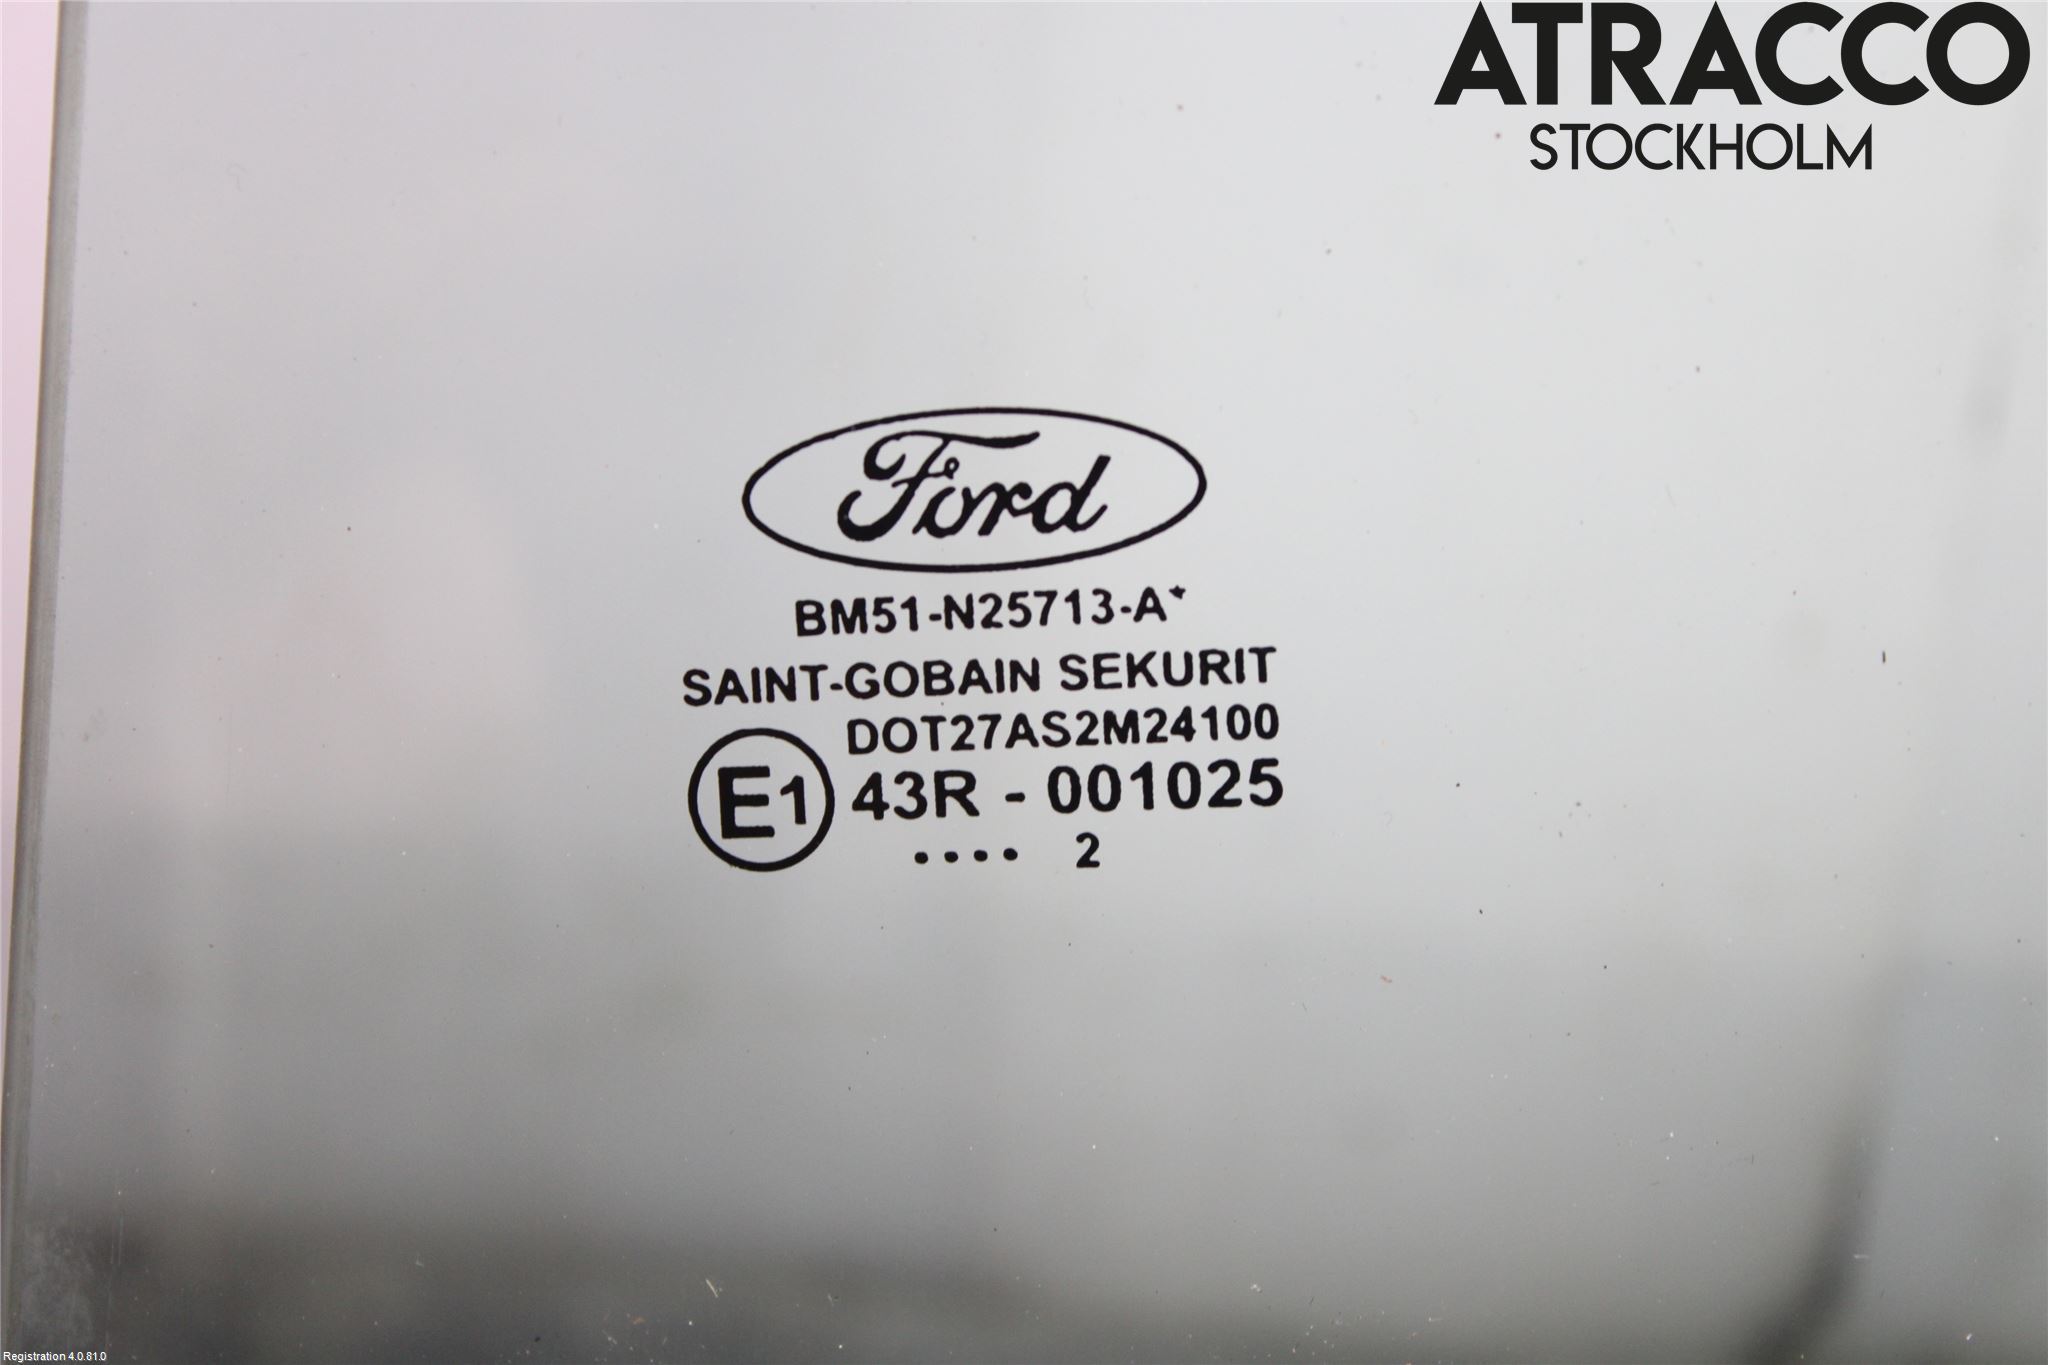 ATRACCO
STOCKHOLM
Ford
BM51-N25713-A*
SAINT-GOBAIN SEKURIT
DOT27AS2M24100
E1 43R - 001025
.... 2
Registration 4.0.81.0